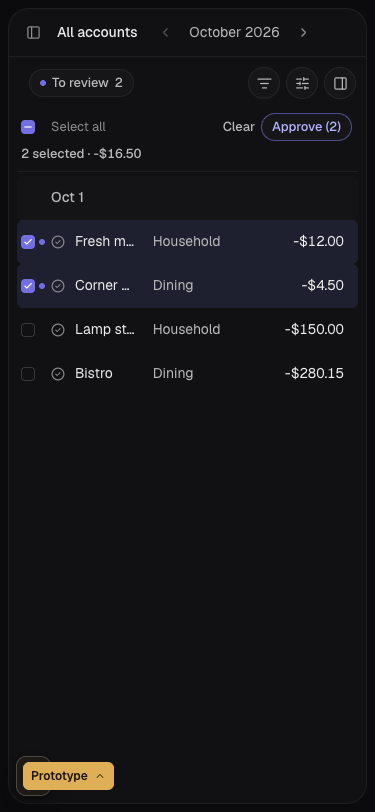 All accounts October 2026
To review 2
Select all Clear Approve (2)
2 selected · -$16.50
Oct 1
Fresh m... Household -$12.00
Corner ... Dining -$4.50
Lamp st... Household -$150.00
Bistro Dining -$280.15
Prototype